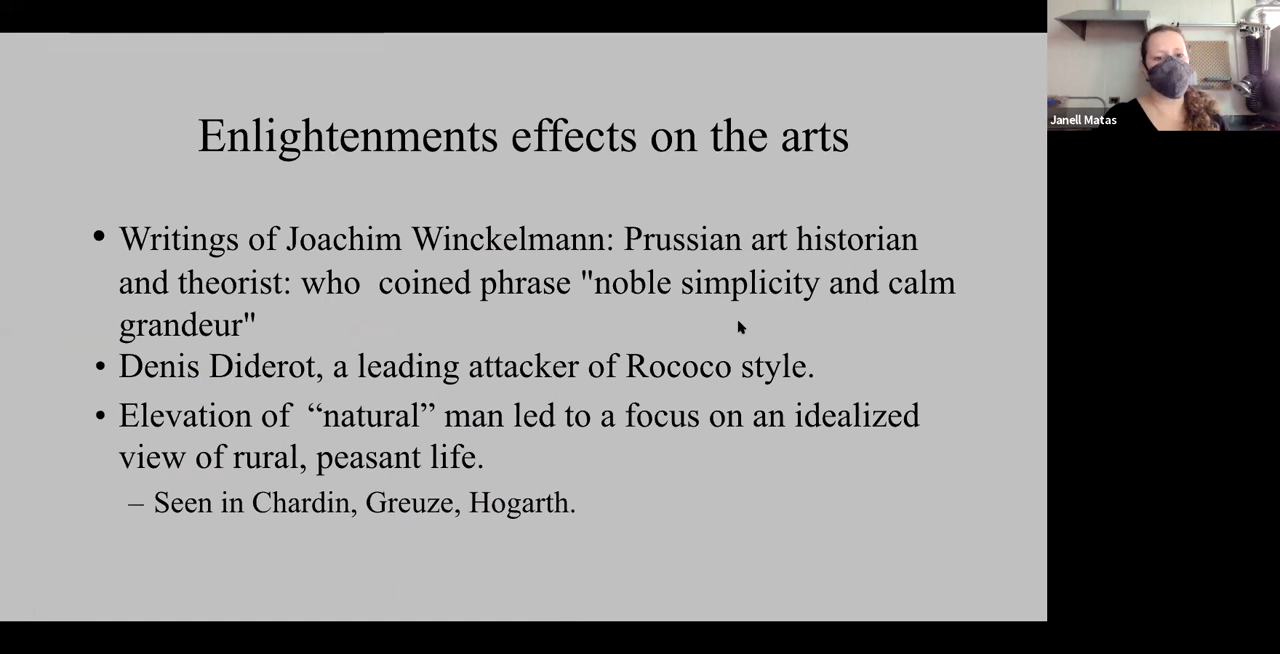 Enlightenments effects on the arts
• Writings of Joachim Winckelmann: Prussian art historian
and theorist: who  coined phrase "noble simplicity and calm
grandeur"
• Denis Diderot, a leading attacker of Rococo style.
• Elevation of  “natural” man led to a focus on an idealized
view of rural, peasant life.
– Seen in Chardin, Greuze, Hogarth.
Janell Matas